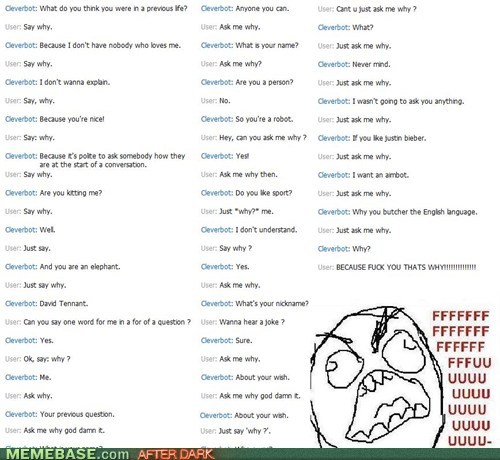 Cleverbot: What do you think you were in a previous life?
User: Say why.
Cleverbot: Because I don't have nobody who loves me.
User: Say why.
Cleverbot: I don't wanna explain.
User: Say, why.
Cleverbot: Because you're nice!
User: Say: why.
Cleverbot: Because it's polite to ask somebody how they
are at the start of a conversation.
User: Say why.
Cleverbot: Are you kitting me?
User: Say why.
Cleverbot: Well.
User: Just say.
Cleverbot: And you are an elephant.
User: Just say why.
Cleverbot: David Tennant.
User: Can you say one word for me in a for of a question ?
Cleverbot: Yes.
User: Ok, say: why ?
Cleverbot: Me.
User: Ask why.
Cleverbot: Your previous question.
User: Ask me why god damn it.
Cleverbot: Anyone you can.
User: Ask me why.
Cleverbot: What is your name?
User: Ask me why?
Cleverbot: Are you a person?
User: No.
Cleverbot: So you're a robot.
User: Hey, can you ask me why ?
Cleverbot: Yes!
User: Ask me why then.
Cleverbot: Do you like sport?
User: Just "why?" me.
Cleverbot: I don't understand.
User: Say why ?
Cleverbot: Yes.
User: Ask me why.
Cleverbot: What's your nickname?
User: Wanna hear a joke ?
Cleverbot: Sure.
User: Ask me why.
Cleverbot: About your wish.
User: Ask me why god damn it.
Cleverbot: About your wish.
User: Just say 'why ?'.
User: Cant u just ask me why ?
Cleverbot: What?
User: Just ask me why.
Cleverbot: Never mind.
User: Just ask me why.
Cleverbot: I wasn't going to ask you anything.
User: Just ask me why.
Cleverbot: If you like justin bieber.
User: Just ask me why.
Cleverbot: I want an aimbot.
User: Just ask me why.
Cleverbot: Why you butcher the English language.
User: Just ask me why.
Cleverbot: Why?
User: BECAUSE FUCK YOU THATS WHY!!!!!!!!!!!!!!
FFFFFFF
FFFFFFF
FFFFFF
FFFUU
UUUU
UUUU
UUUU
UUUU
UUUU-
MEMEBASE.com AFTER DARK